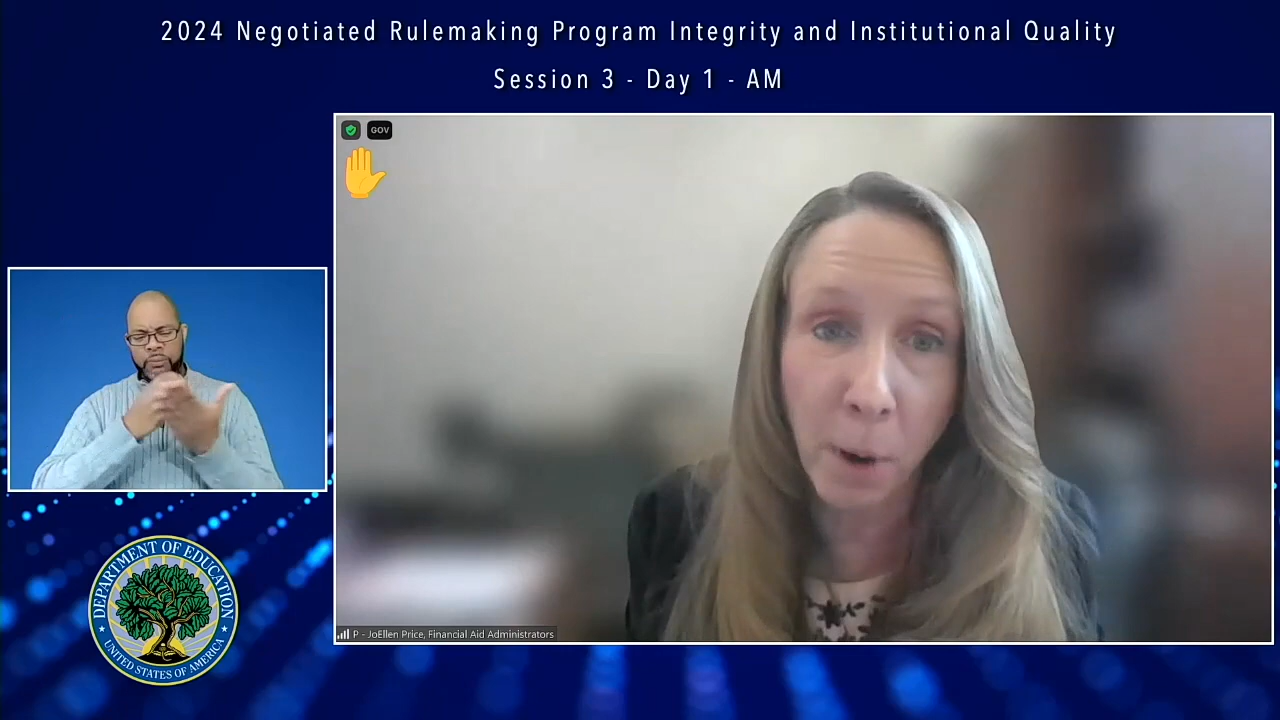 2024 Negotiated Rulemaking Program Integrity and Institutional Quality
Session 3 - Day 1 - AM
GOV
P - JoEllen Price, Financial Aid Administrators
DEPARTMENT OF EDUCATION
UNITED STATES OF AMERICA